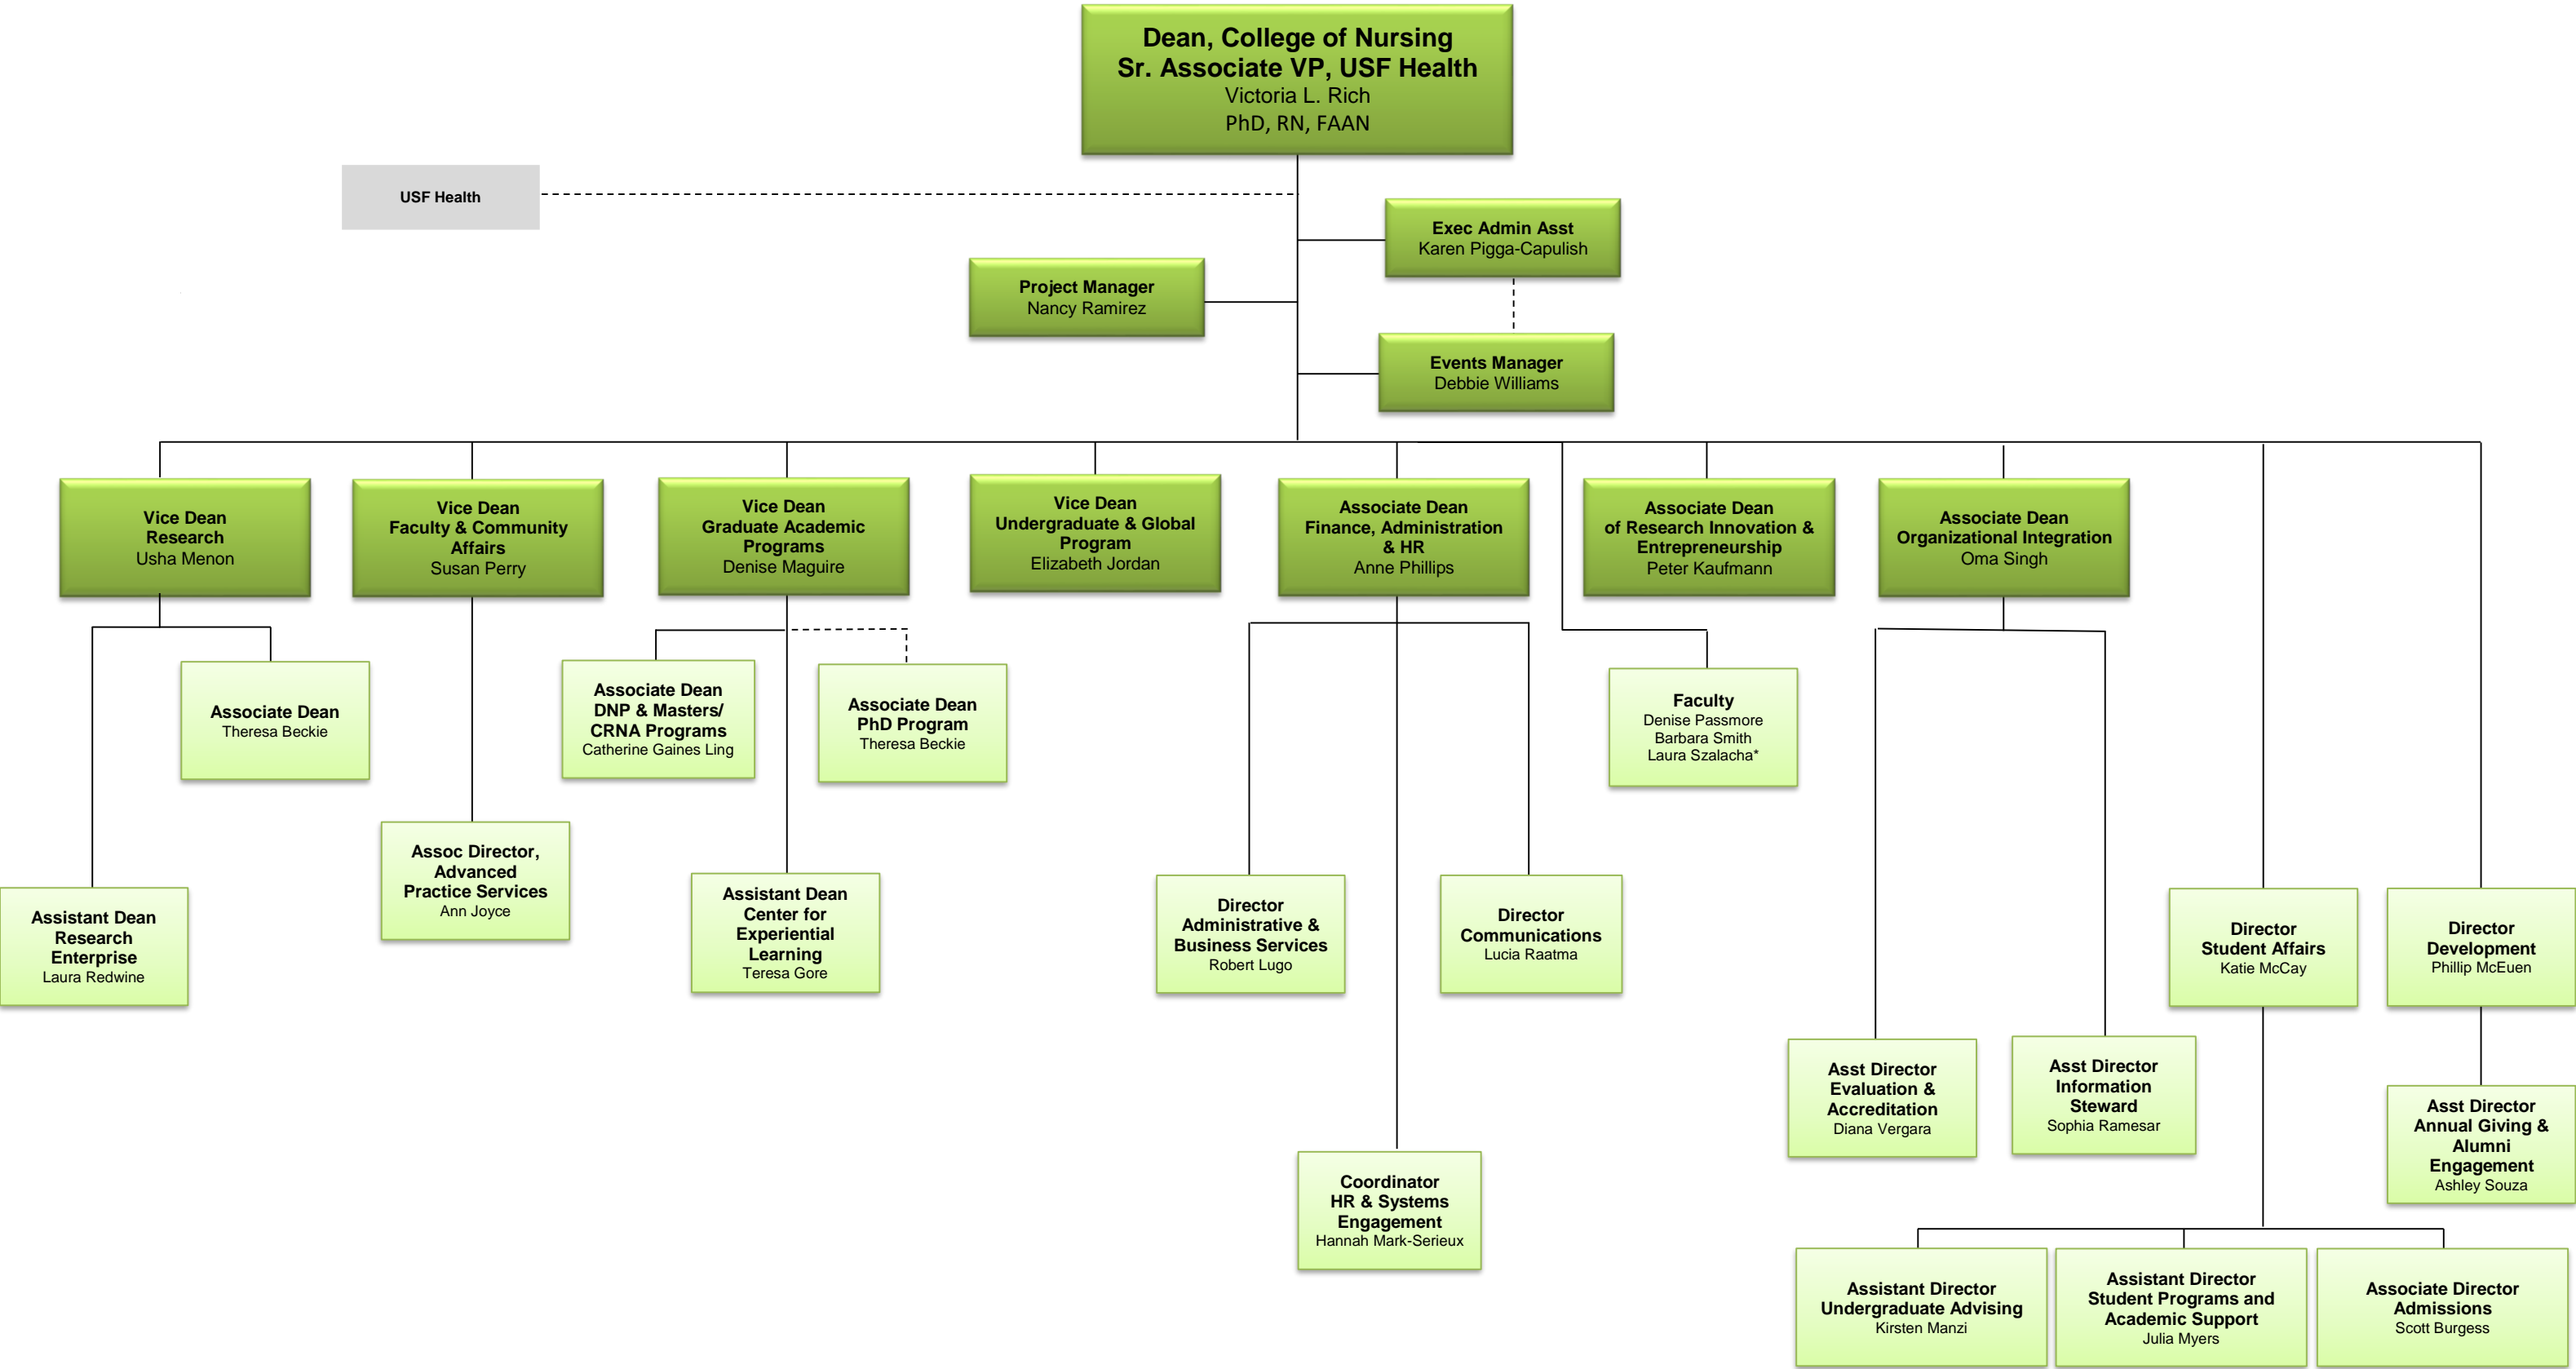 Dean, College of Nursing
Sr. Associate VP, USF Health
Victoria L. Rich
PhD, RN, FAAN
USF Health
Exec Admin Asst
Karen Pigga-Capulish
Project Manager
Nancy Ramirez
Events Manager
Debbie Williams
Vice Dean
Research
Usha Menon
Vice Dean
Faculty & Community
Affairs
Susan Perry
Vice Dean
Graduate Academic
Programs
Denise Maguire
Vice Dean
Undergraduate & Global
Program
Elizabeth Jordan
Associate Dean
Finance, Administration
& HR
Anne Phillips
Associate Dean
of Research Innovation &
Entrepreneurship
Peter Kaufmann
Associate Dean
Organizational Integration
Oma Singh
Associate Dean
Theresa Beckie
Associate Dean
DNP & Masters/
CRNA Programs
Catherine Gaines Ling
Associate Dean
PhD Program
Theresa Beckie
Faculty
Denise Passmore
Barbara Smith
Laura Szalacha*
Assistant Dean
Research
Enterprise
Laura Redwine
Assoc Director,
Advanced
Practice Services
Ann Joyce
Assistant Dean
Center for
Experiential
Learning
Teresa Gore
Director
Administrative &
Business Services
Robert Lugo
Director
Communications
Lucia Raatma
Director
Student Affairs
Katie McCay
Director
Development
Phillip McEuen
Asst Director
Evaluation &
Accreditation
Diana Vergara
Asst Director
Information
Steward
Sophia Ramesar
Asst Director
Annual Giving &
Alumni
Engagement
Ashley Souza
Coordinator
HR & Systems
Engagement
Hannah Mark-Serieux
Assistant Director
Undergraduate Advising
Kirsten Manzi
Assistant Director
Student Programs and
Academic Support
Julia Myers
Associate Director
Admissions
Scott Burgess